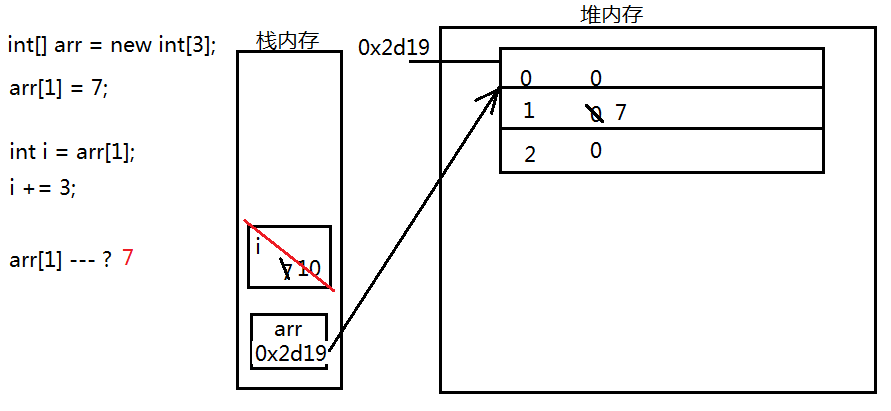 int[] arr = new int[3];
arr[1] = 7;
int i = arr[1];
i += 3;
arr[1] --- ? 7
栈内存
i
7 10
arr
0x2d19
堆内存
0x2d19
0 0
1 0 7
2 0